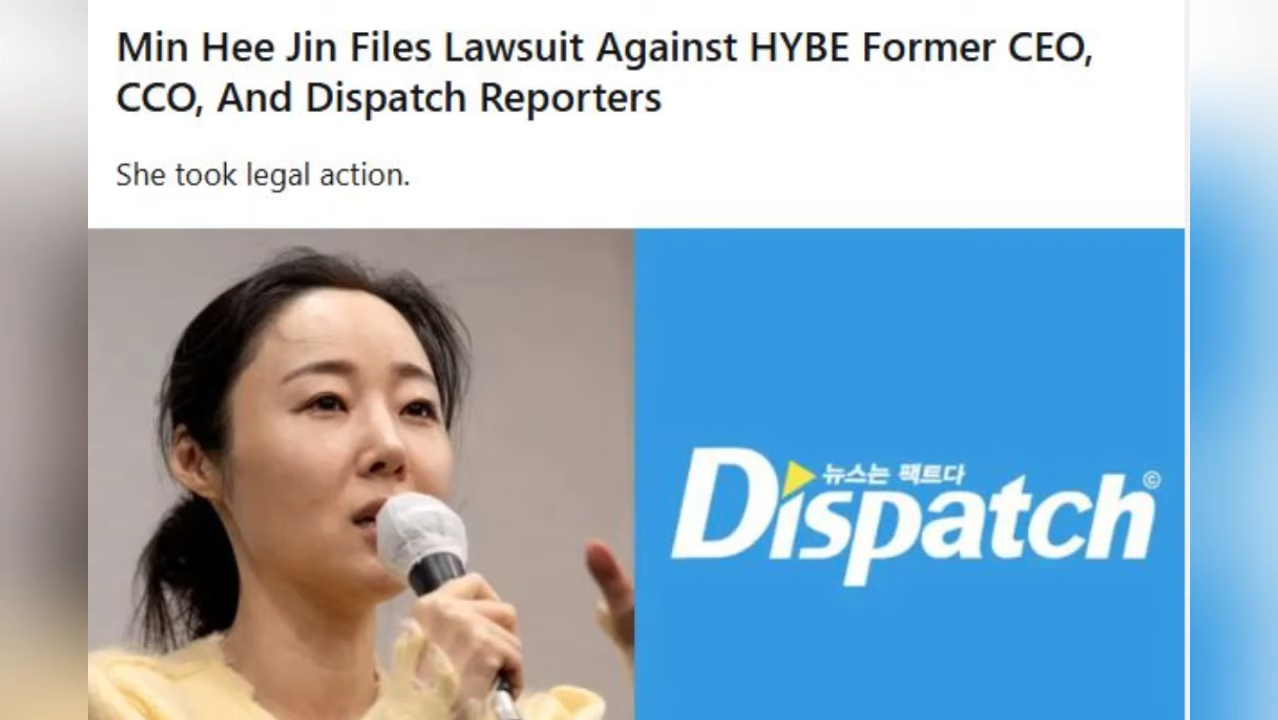 Min Hee Jin Files Lawsuit Against HYBE Former CEO,
CCO, And Dispatch Reporters
She took legal action.
뉴스는 팩트다
Dispatch©